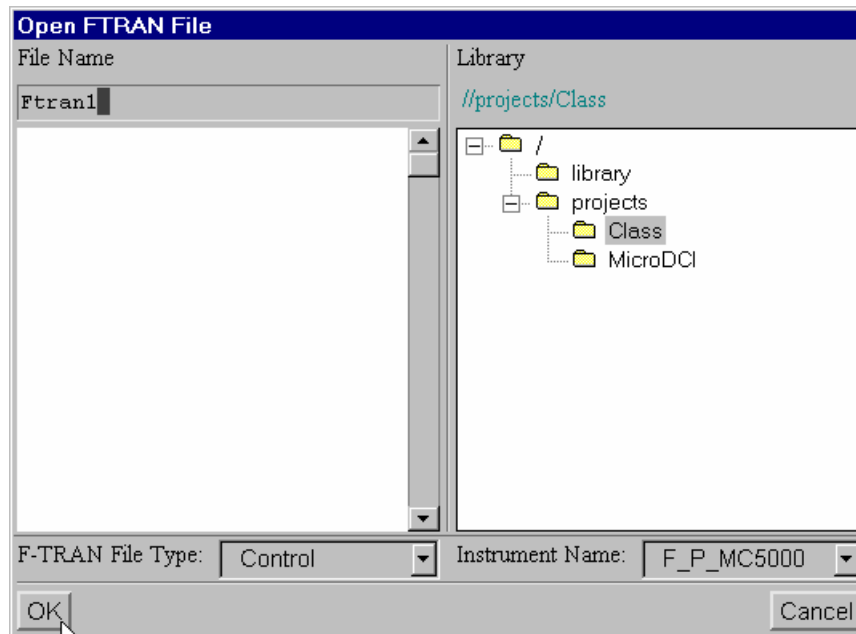 Open FTRAN File
File Name
Ftran1
Library
//projects/Class
/
library
projects
Class
MicroDCI
F-TRAN File Type:
Control
Instrument Name:
F_P_MC5000
OK
Cancel